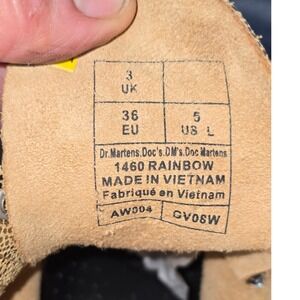 3
UK
36 5
EU US L
Dr.Martens.Doc's.DM's.Doc Martens
1460 RAINBOW
MADE IN VIETNAM
Fabriqué en Vietnam
AW004 GV08W